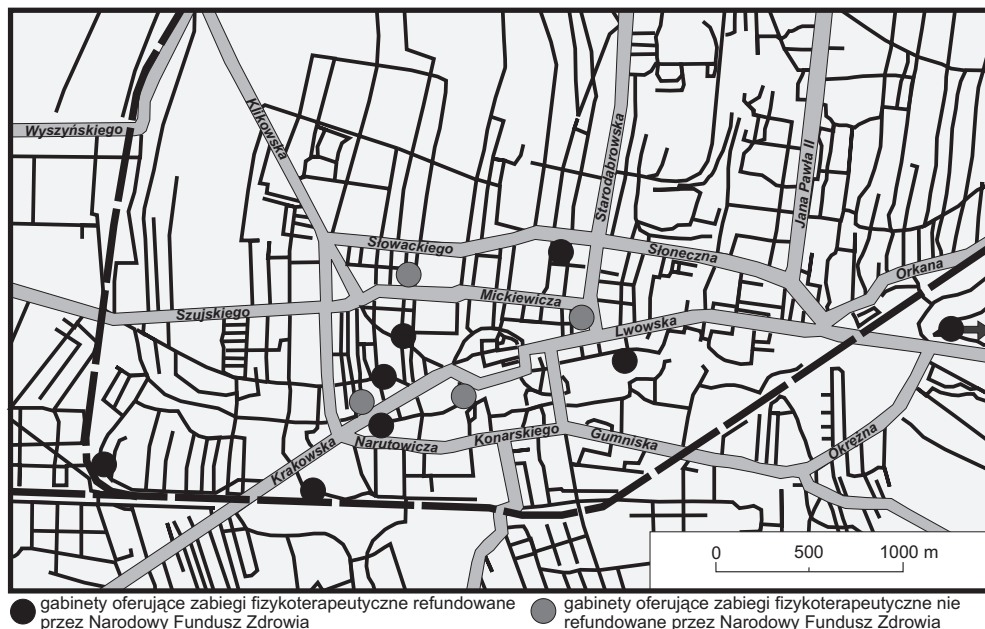 Wyszyńskiego
Klikowska
Starodąbrowska
Jana Pawła II
Słowackiego
Słoneczna
Orkana
Szujskiego
Mickiewicza
Lwowska
Krakowska
Narutowicza
Konarskiego
Gumniska
Okrężna
0 500 1000 m
gabinety oferujące zabiegi fizykoterapeutyczne refundowane
przez Narodowy Fundusz Zdrowia
gabinety oferujące zabiegi fizykoterapeutyczne nie
refundowane przez Narodowy Fundusz Zdrowia